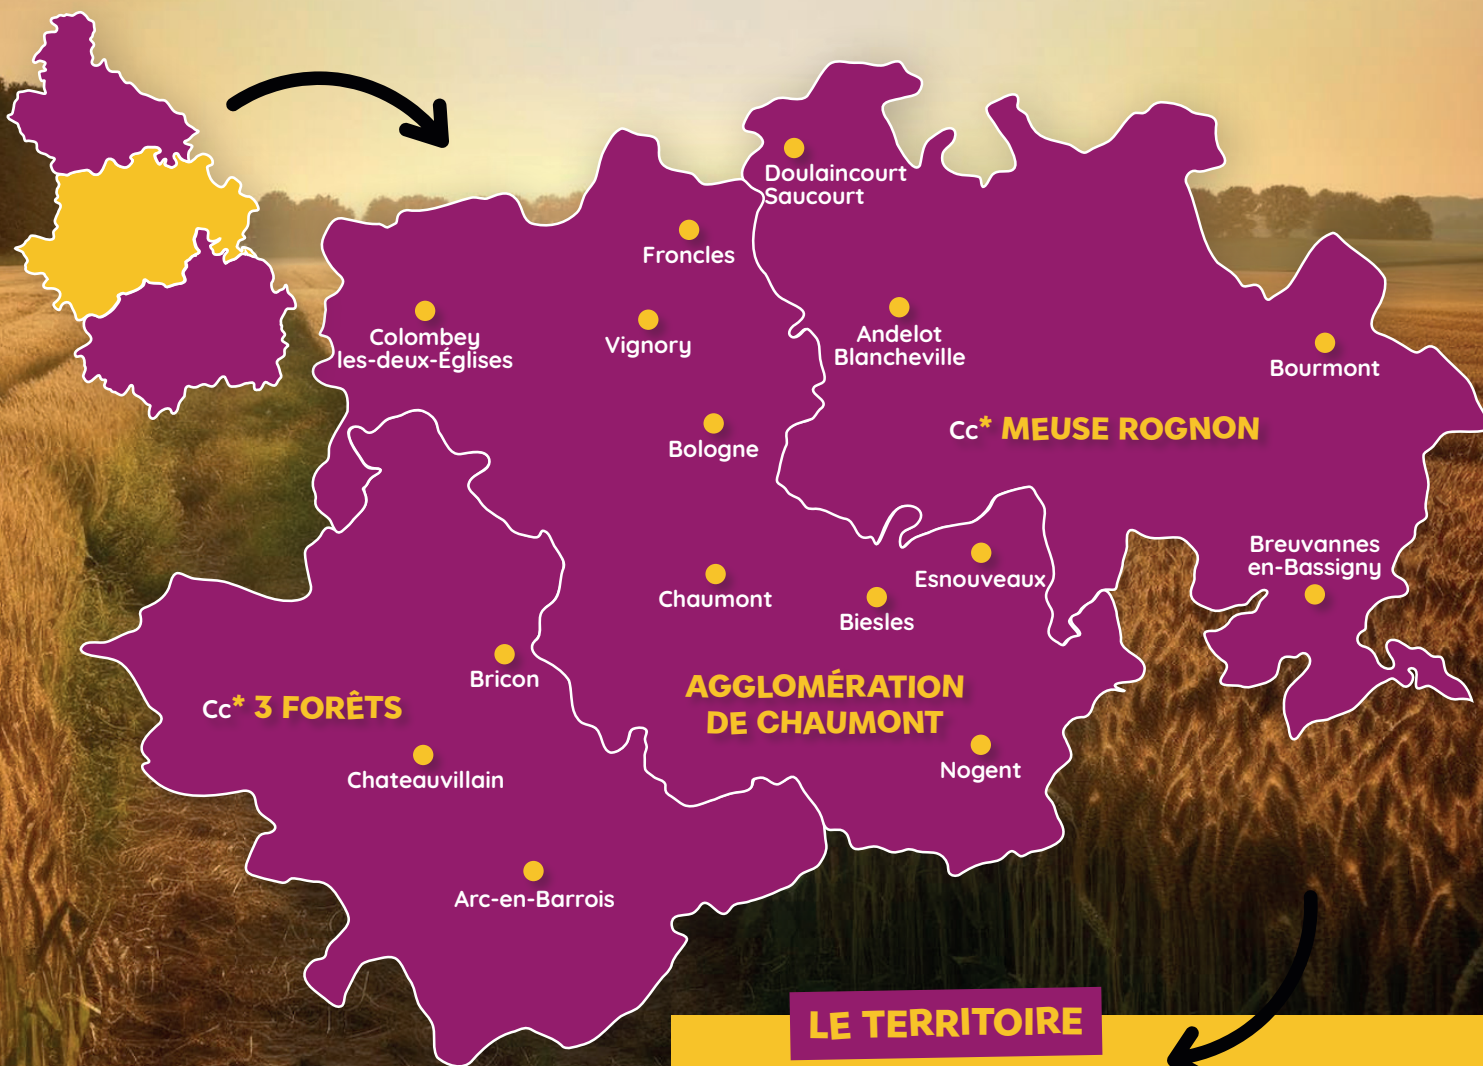 Doulaincourt
Saucourt
Froncles
Colombey
les-deux-Églises
Vignory
Andelot
Blancheville
Bourmont
Cc* MEUSE ROGNON
Bologne
Breuvannes
en-Bassigny
Esnouveaux
Chaumont
Biesles
Bricon
AGGLOMÉRATION
DE CHAUMONT
Cc* 3 FORÊTS
Nogent
Chateauvillain
Arc-en-Barrois
LE TERRITOIRE